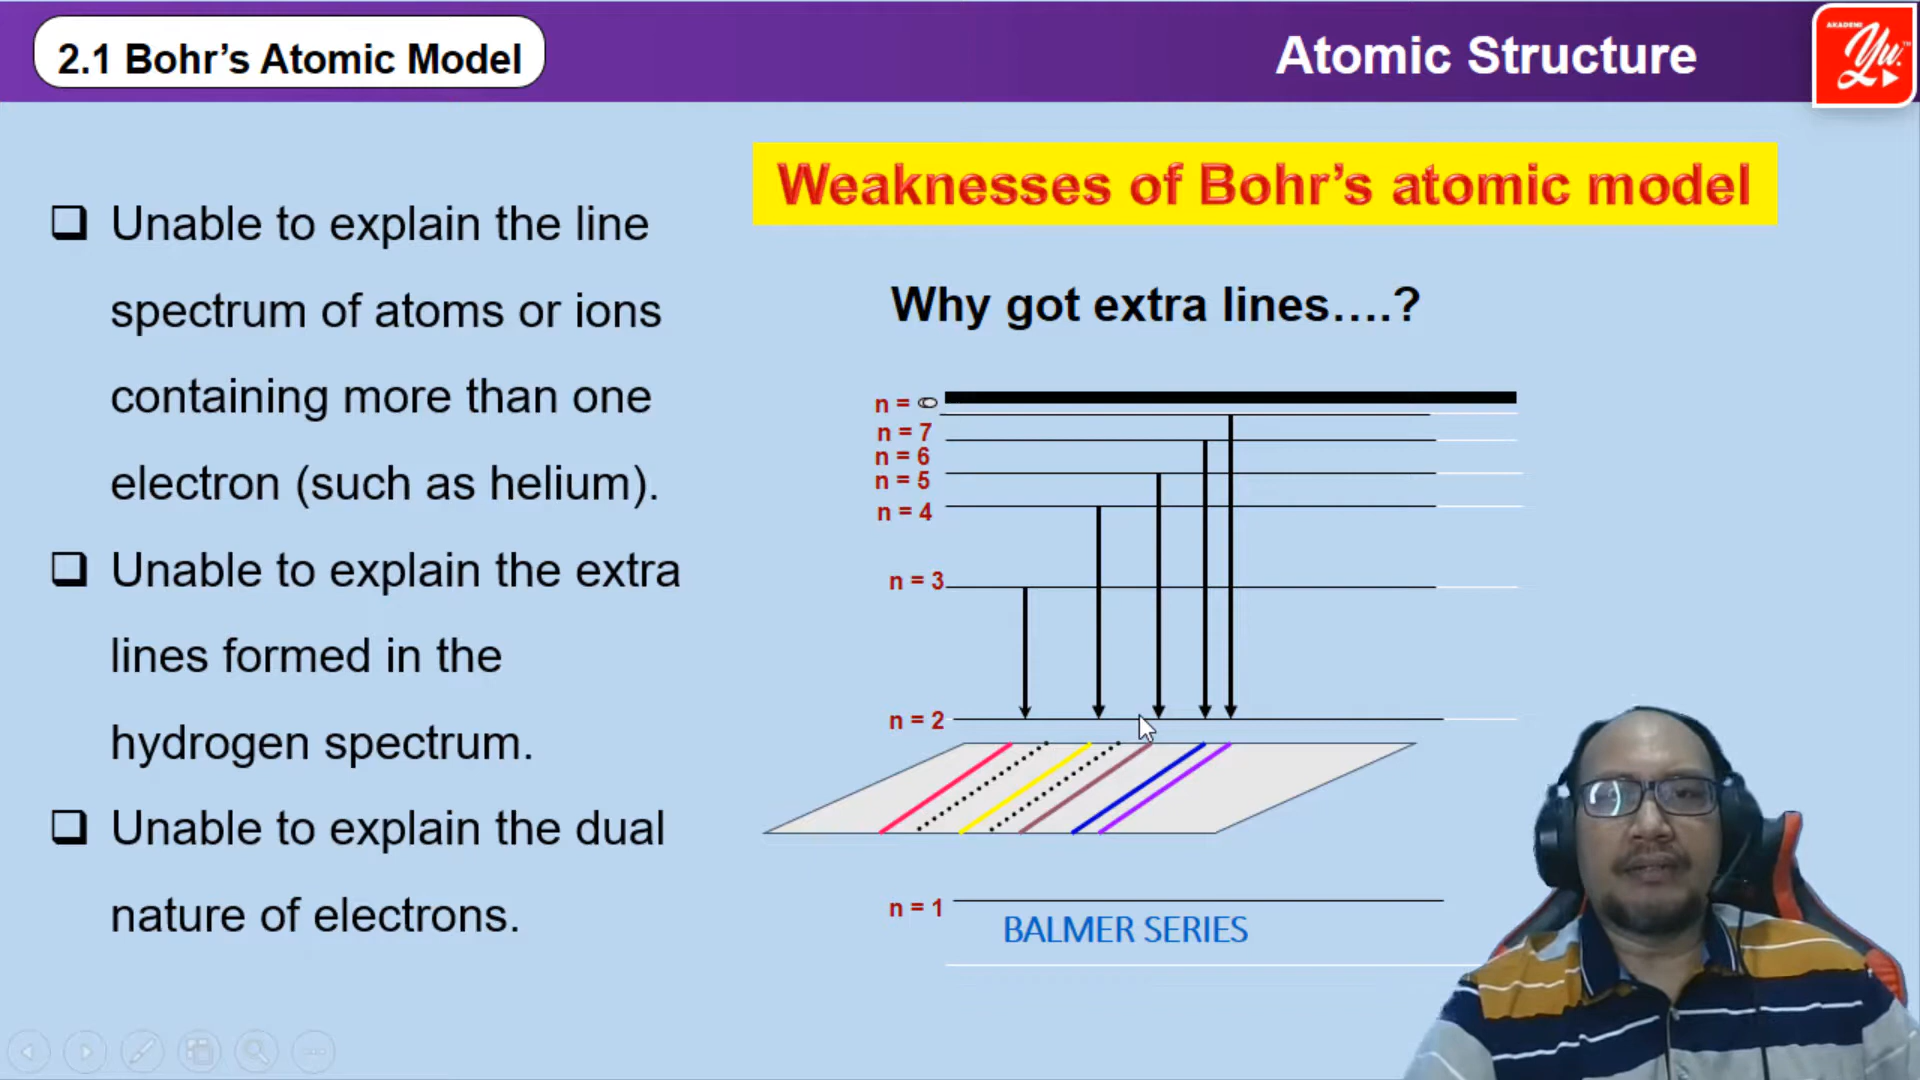 2.1 Bohr's Atomic Model
Atomic Structure
AKADEMI
Yu.
TM
Weaknesses of Bohr's atomic model
❑ Unable to explain the line
spectrum of atoms or ions
containing more than one
electron (such as helium).
❑ Unable to explain the extra
lines formed in the
hydrogen spectrum.
❑ Unable to explain the dual
nature of electrons.
Why got extra lines....?
n = ∞
n = 7
n = 6
n = 5
n = 4
n = 3
n = 2
n = 1
BALMER SERIES